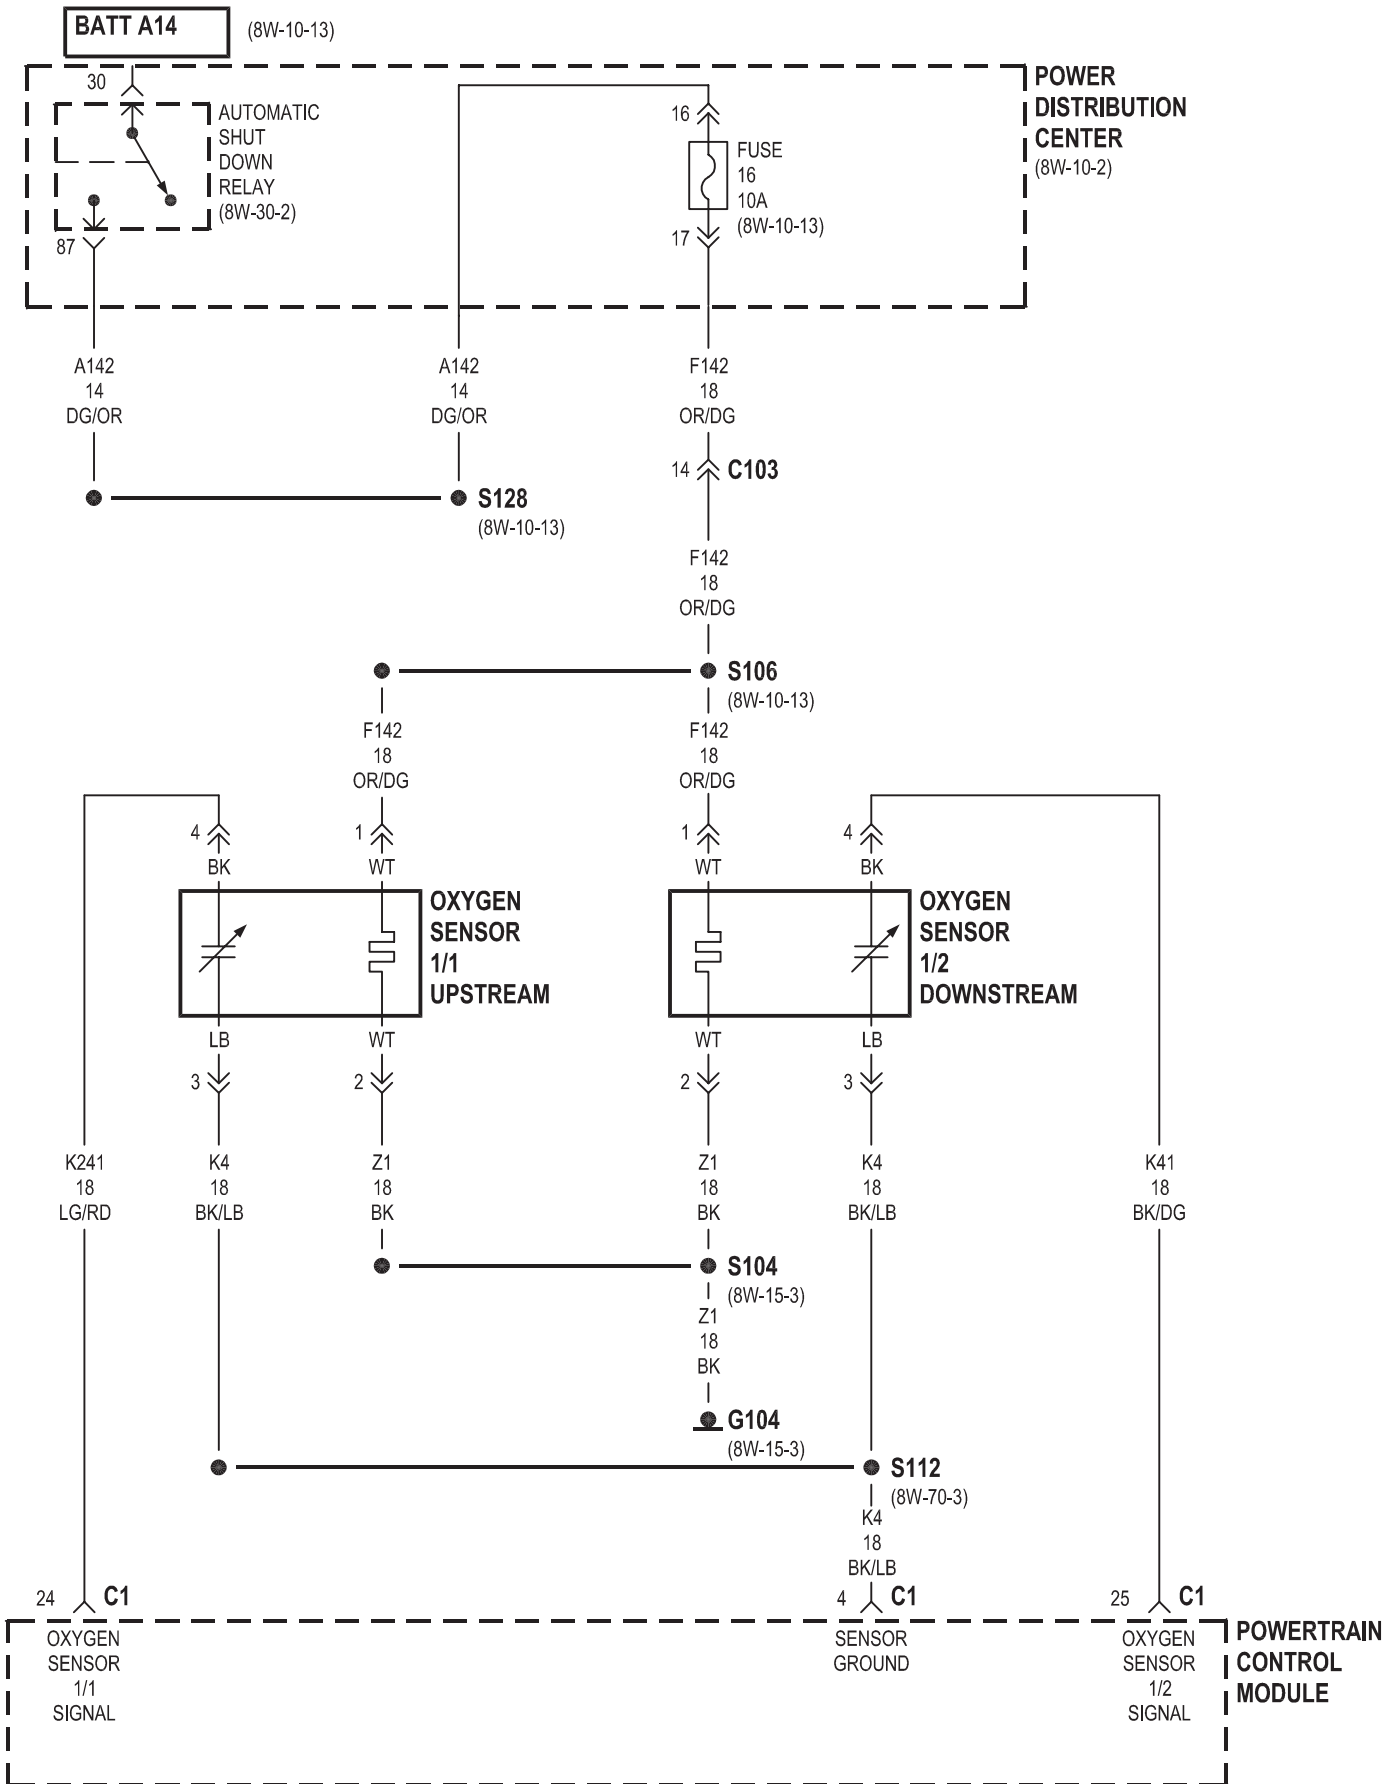 BATT A14
(8W-10-13)
30
AUTOMATIC
SHUT
DOWN
RELAY
(8W-30-2)
87
16
FUSE
16
10A
(8W-10-13)
17
POWER
DISTRIBUTION
CENTER
(8W-10-2)
A142
14
DG/OR
A142
14
DG/OR
F142
18
OR/DG
14
C103
S128
(8W-10-13)
F142
18
OR/DG
S106
(8W-10-13)
F142
18
OR/DG
F142
18
OR/DG
4
1
1
4
BK
WT
WT
BK
OXYGEN
SENSOR
1/1
UPSTREAM
OXYGEN
SENSOR
1/2
DOWNSTREAM
LB
WT
WT
LB
3
2
2
3
K241
18
LG/RD
K4
18
BK/LB
Z1
18
BK
Z1
18
BK
K4
18
BK/LB
K41
18
BK/DG
S104
(8W-15-3)
Z1
18
BK
G104
(8W-15-3)
S112
(8W-70-3)
K4
18
BK/LB
24
C1
4
C1
25
C1
OXYGEN
SENSOR
1/1
SIGNAL
SENSOR
GROUND
OXYGEN
SENSOR
1/2
SIGNAL
POWERTRAIN
CONTROL
MODULE